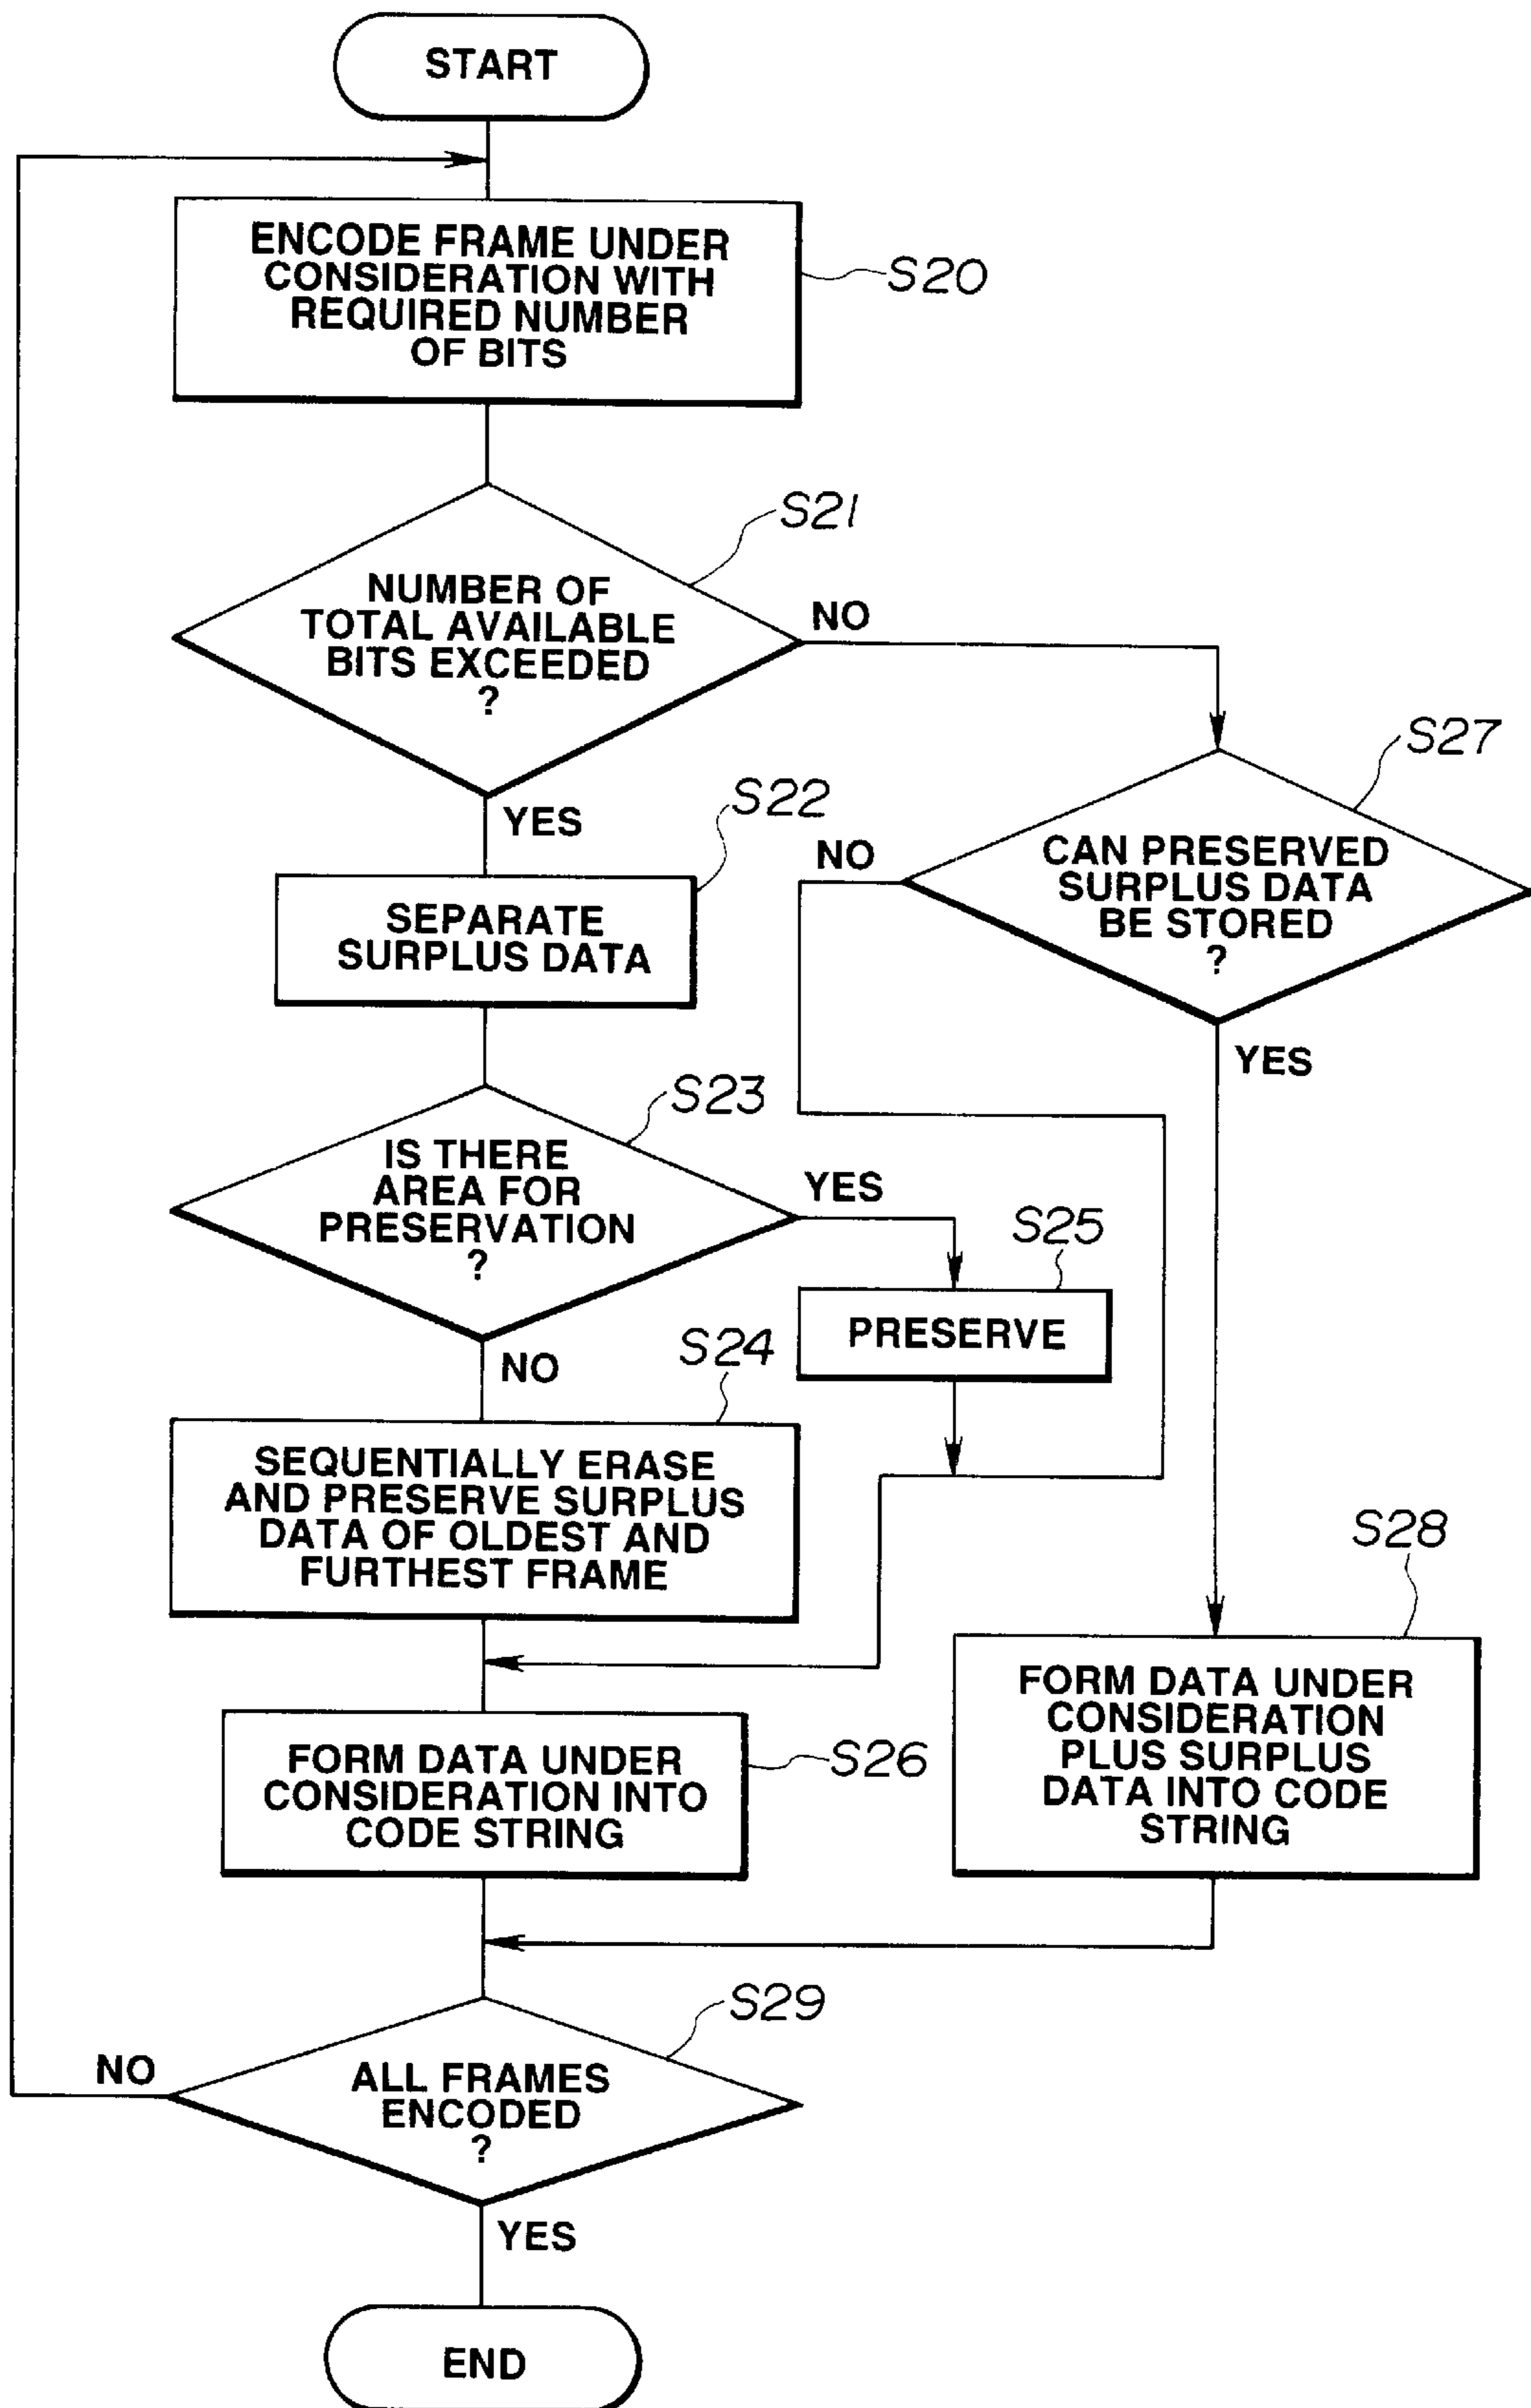 START
ENCODE FRAME UNDER
CONSIDERATION WITH
REQUIRED NUMBER
OF BITS
S20
S21
NUMBER OF
TOTAL AVAILABLE
BITS EXCEEDED
?
NO
YES
S27
CAN PRESERVED
SURPLUS DATA
BE STORED
?
NO
YES
S22
SEPARATE
SURPLUS DATA
S23
IS THERE
AREA FOR
PRESERVATION
?
YES
NO
S25
PRESERVE
S24
SEQUENTIALLY ERASE
AND PRESERVE SURPLUS
DATA OF OLDEST AND
FURTHEST FRAME
S28
FORM DATA UNDER
CONSIDERATION
PLUS SURPLUS
DATA INTO CODE
STRING
FORM DATA UNDER
CONSIDERATION INTO
CODE STRING
S26
S29
ALL FRAMES
ENCODED
?
NO
YES
END